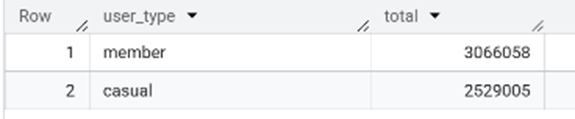 Row user_type total
1 member 3066058
2 casual 2529005